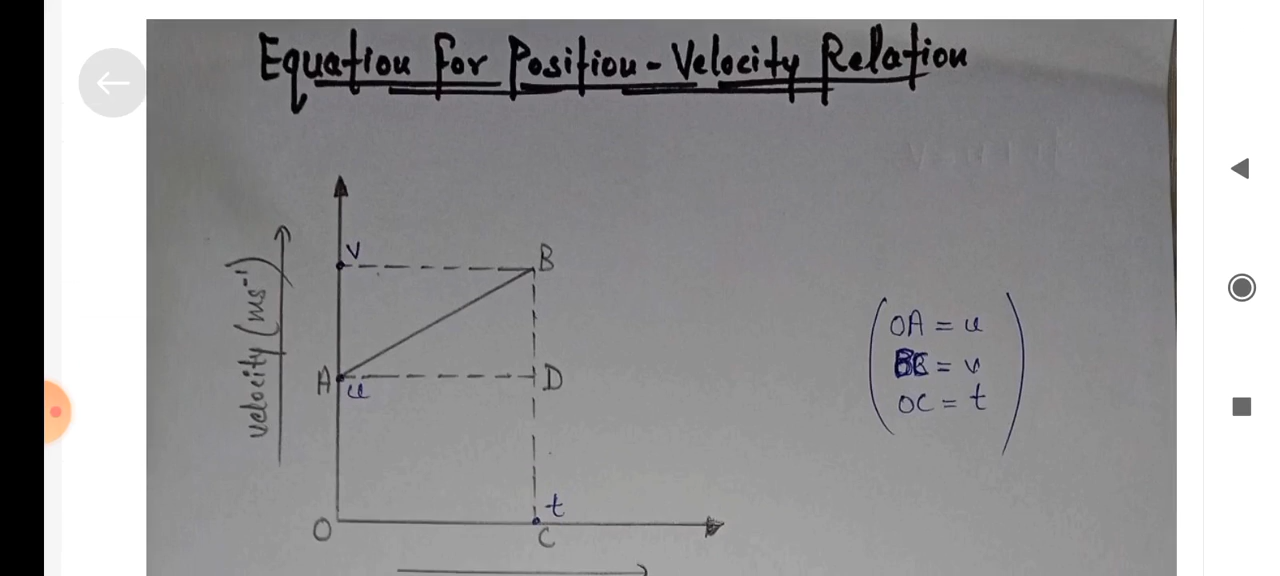 Equation for Position-Velocity Relation
v
B
A
u
D
velocity (ms⁻¹)
O
t
C
OA = u
BC = v
OC = t